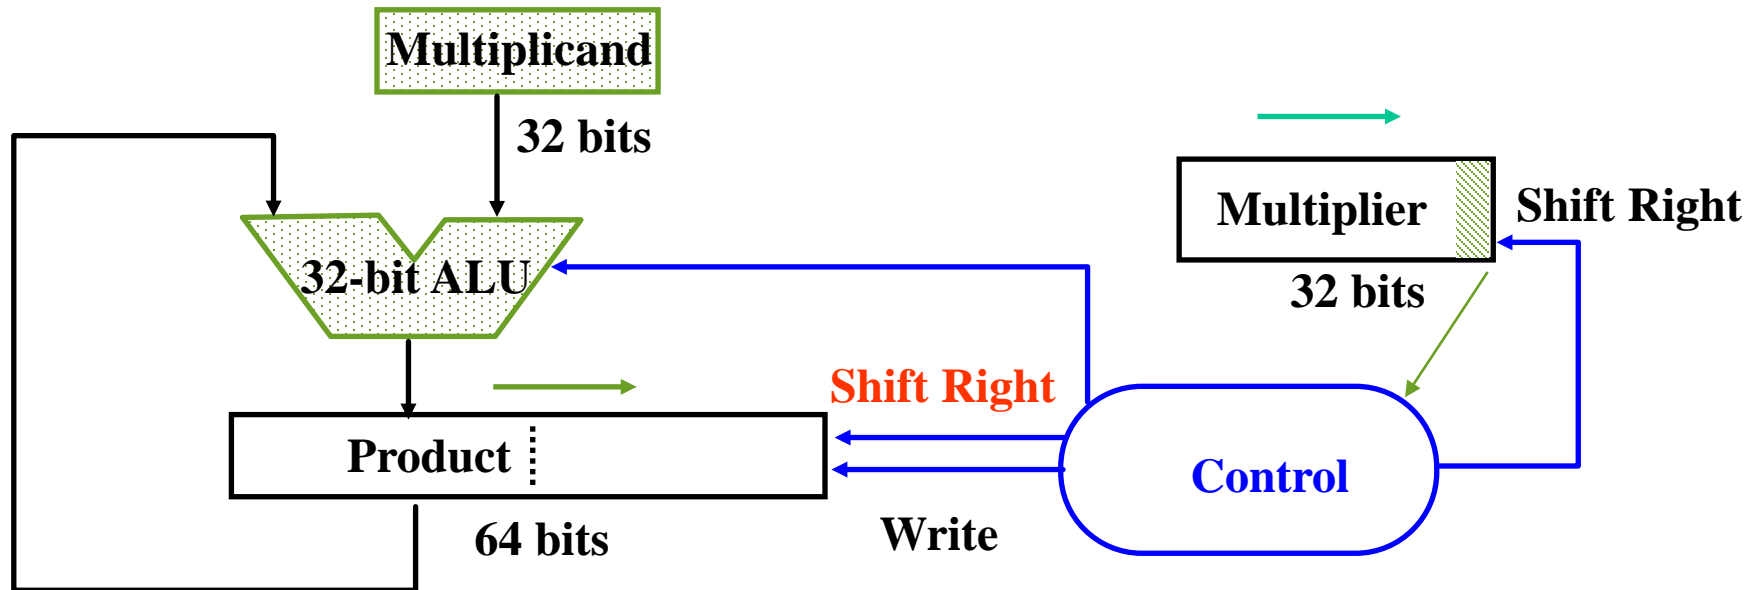 Multiplicand
32 bits
Multiplier
Shift Right
32-bit ALU
32 bits
Shift Right
Product
Control
64 bits
Write